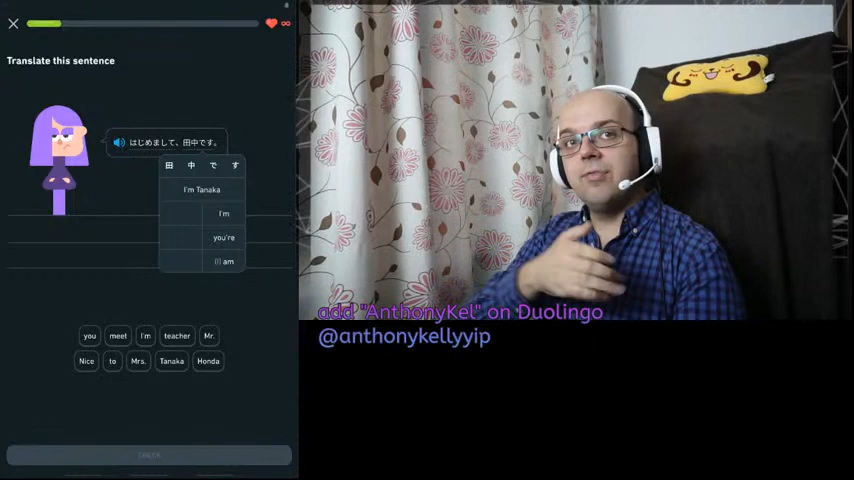 Translate this sentence
はじめまして、田中です。
田 中 で す
I'm Tanaka
I'm
you're
(I) am
you meet I'm teacher Mr.
Nice to Mrs. Tanaka Honda
CHECK
add "AnthonyKel" on Duolingo
@anthonykellyyip